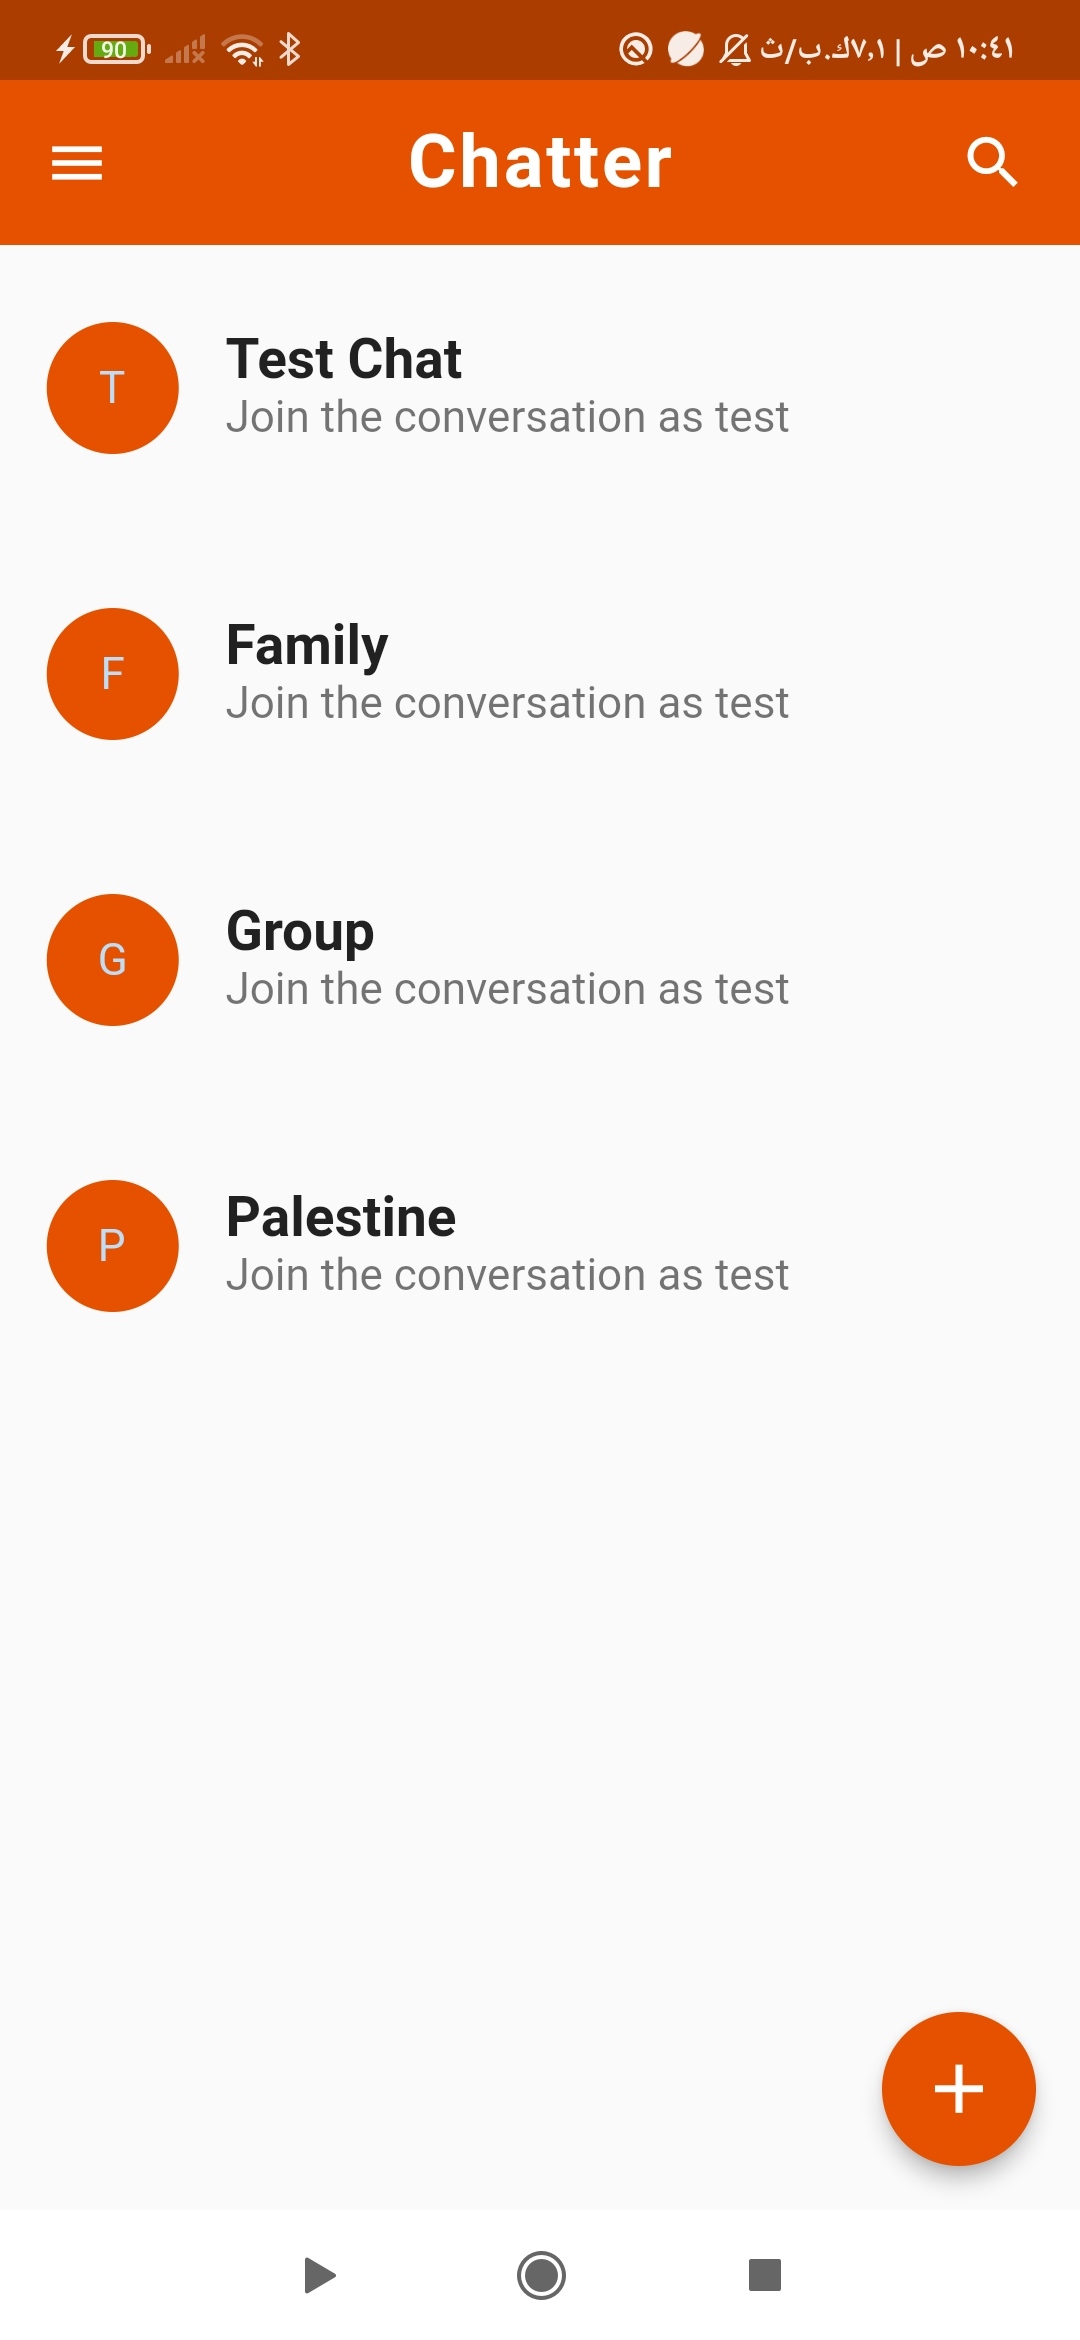 90
١٠:٤١ ص | ٧,١ك.ب/ث
Chatter
T
Test Chat
Join the conversation as test
F
Family
Join the conversation as test
G
Group
Join the conversation as test
P
Palestine
Join the conversation as test